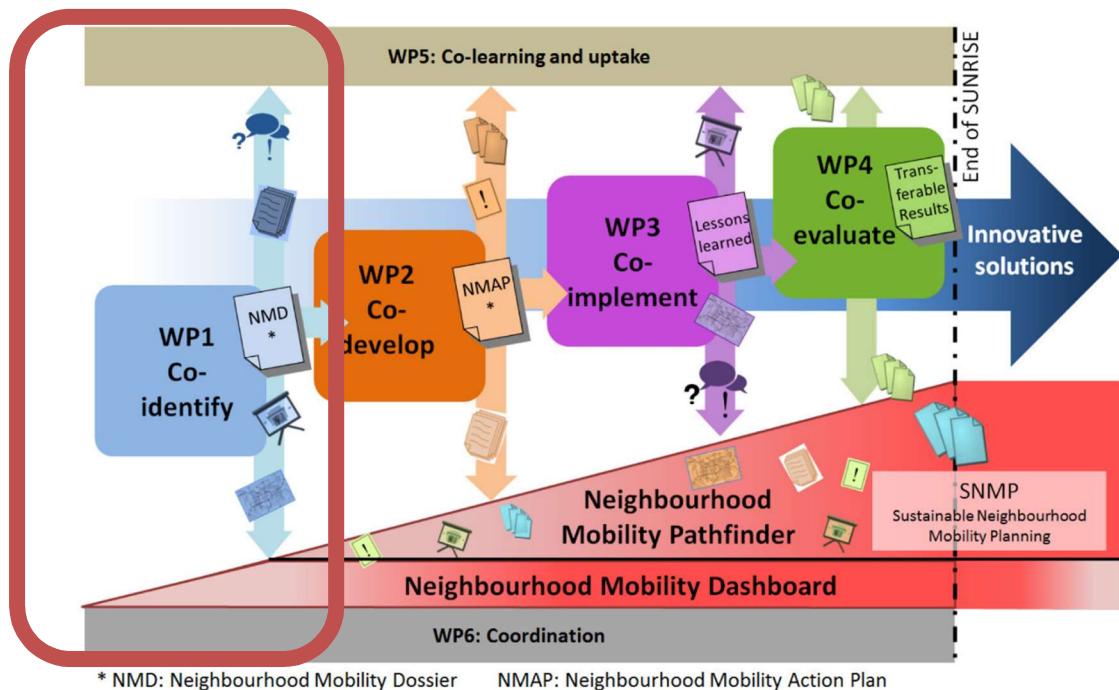 WP5: Co-learning and uptake
End of SUNRISE
?
!
!
WP4
Co-
evaluate
Trans-
ferable
Results
WP3
Co-
implement
Lessons
learned
Innovative
solutions
WP2
Co-
develop
NMAP
*
WP1
Co-
identify
NMD
*
?
!
Neighbourhood
Mobility Pathfinder
!
!
SNMP
Sustainable Neighbourhood
Mobility Planning
Neighbourhood Mobility Dashboard
WP6: Coordination
* NMD: Neighbourhood Mobility Dossier NMAP: Neighbourhood Mobility Action Plan